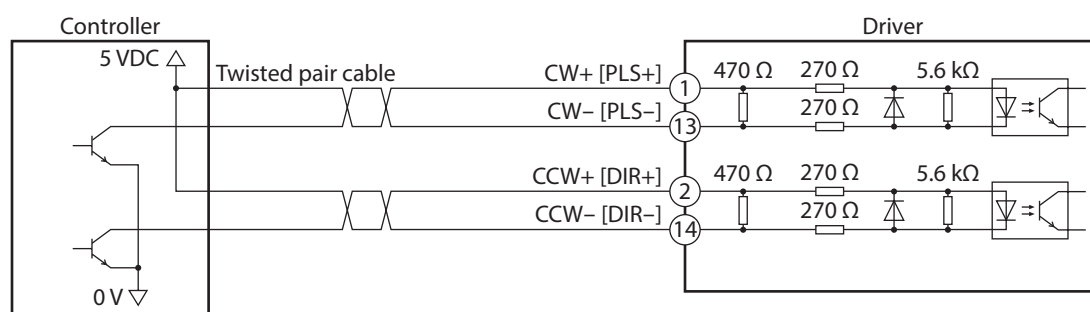 Controller
Driver
5 VDC
Twisted pair cable
CW+ [PLS+]
1
470 Ω
270 Ω
5.6 kΩ
CW– [PLS–]
13
270 Ω
CCW+ [DIR+]
2
470 Ω
270 Ω
5.6 kΩ
CCW– [DIR–]
14
270 Ω
0 V